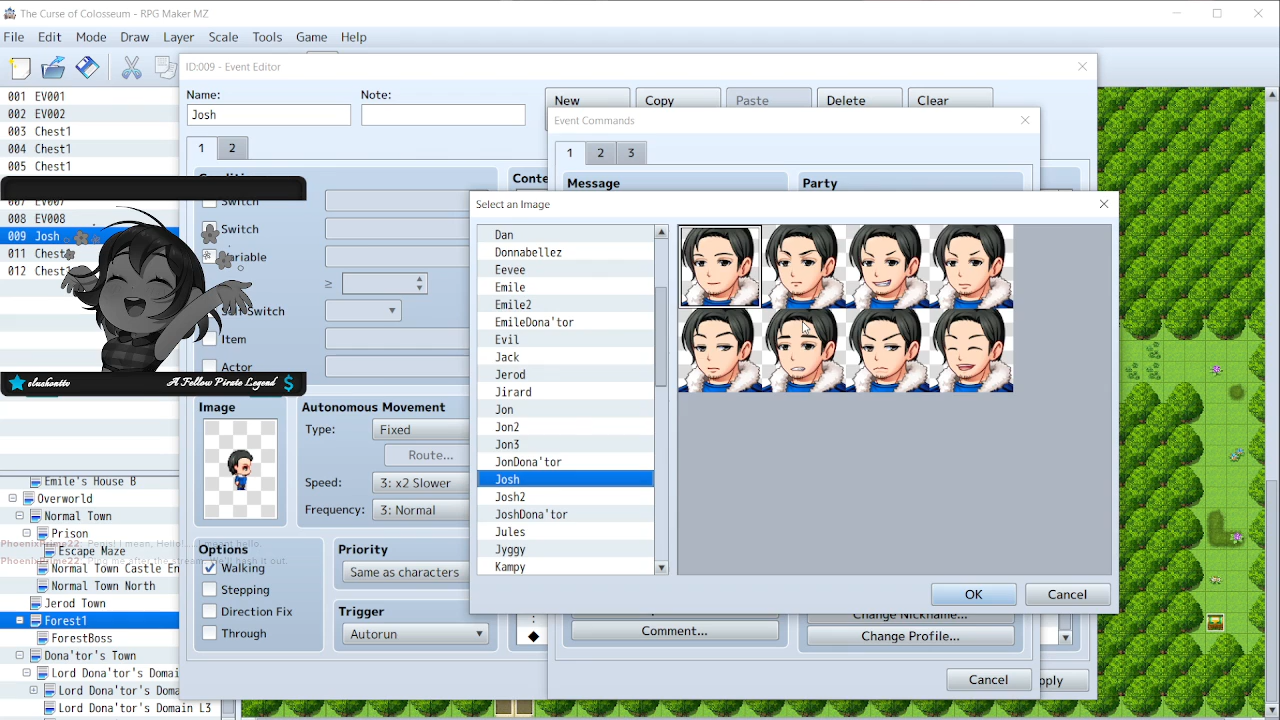 The Curse of Colosseum - RPG Maker MZ
File Edit Mode Draw Layer Scale Tools Game Help
ID:009 - Event Editor
Name:
Josh
Note:
New
Copy
Paste
Delete
Clear
1 2
001 EV001
002 EV002
003 Chest1
004 Chest1
005 Chest1
008 EV008
009 Josh
011 Chest
012 Chest
Switch
Switch
Variable
≥
Switch
Item
Actor
Conte
Event Commands
1 2 3
Message
Party
Select an Image
Dan
Donnabellez
Eevee
Emile
Emile2
EmileDona'tor
Evil
Jack
Jerod
Jirard
Jon
Jon2
Jon3
JonDona'tor
Josh
Josh2
JoshDona'tor
Jules
Jyggy
Kampy
OK
Cancel
slushontv
A Fellow Pirate Legend $
Image
Autonomous Movement
Type:
Fixed
Route...
Speed:
3: x2 Slower
Frequency:
3: Normal
Options
Walking
Stepping
Direction Fix
Through
Priority
Same as characters
Trigger
Autorun
Comment...
Change Nickname...
Change Profile...
Cancel
pply
Emile's House B
Overworld
Normal Town
Prison
Escape Maze
Normal Town Castle En
Normal Town North
Jerod Town
Forest1
ForestBoss
Dona'tor's Town
Lord Dona'tor's Domai
Lord Dona'tor's Doma
Lord Dona'tor's Domain L3